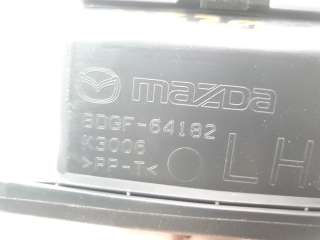 mazda
BDGF-64182
K3006
>PP-T<
LH